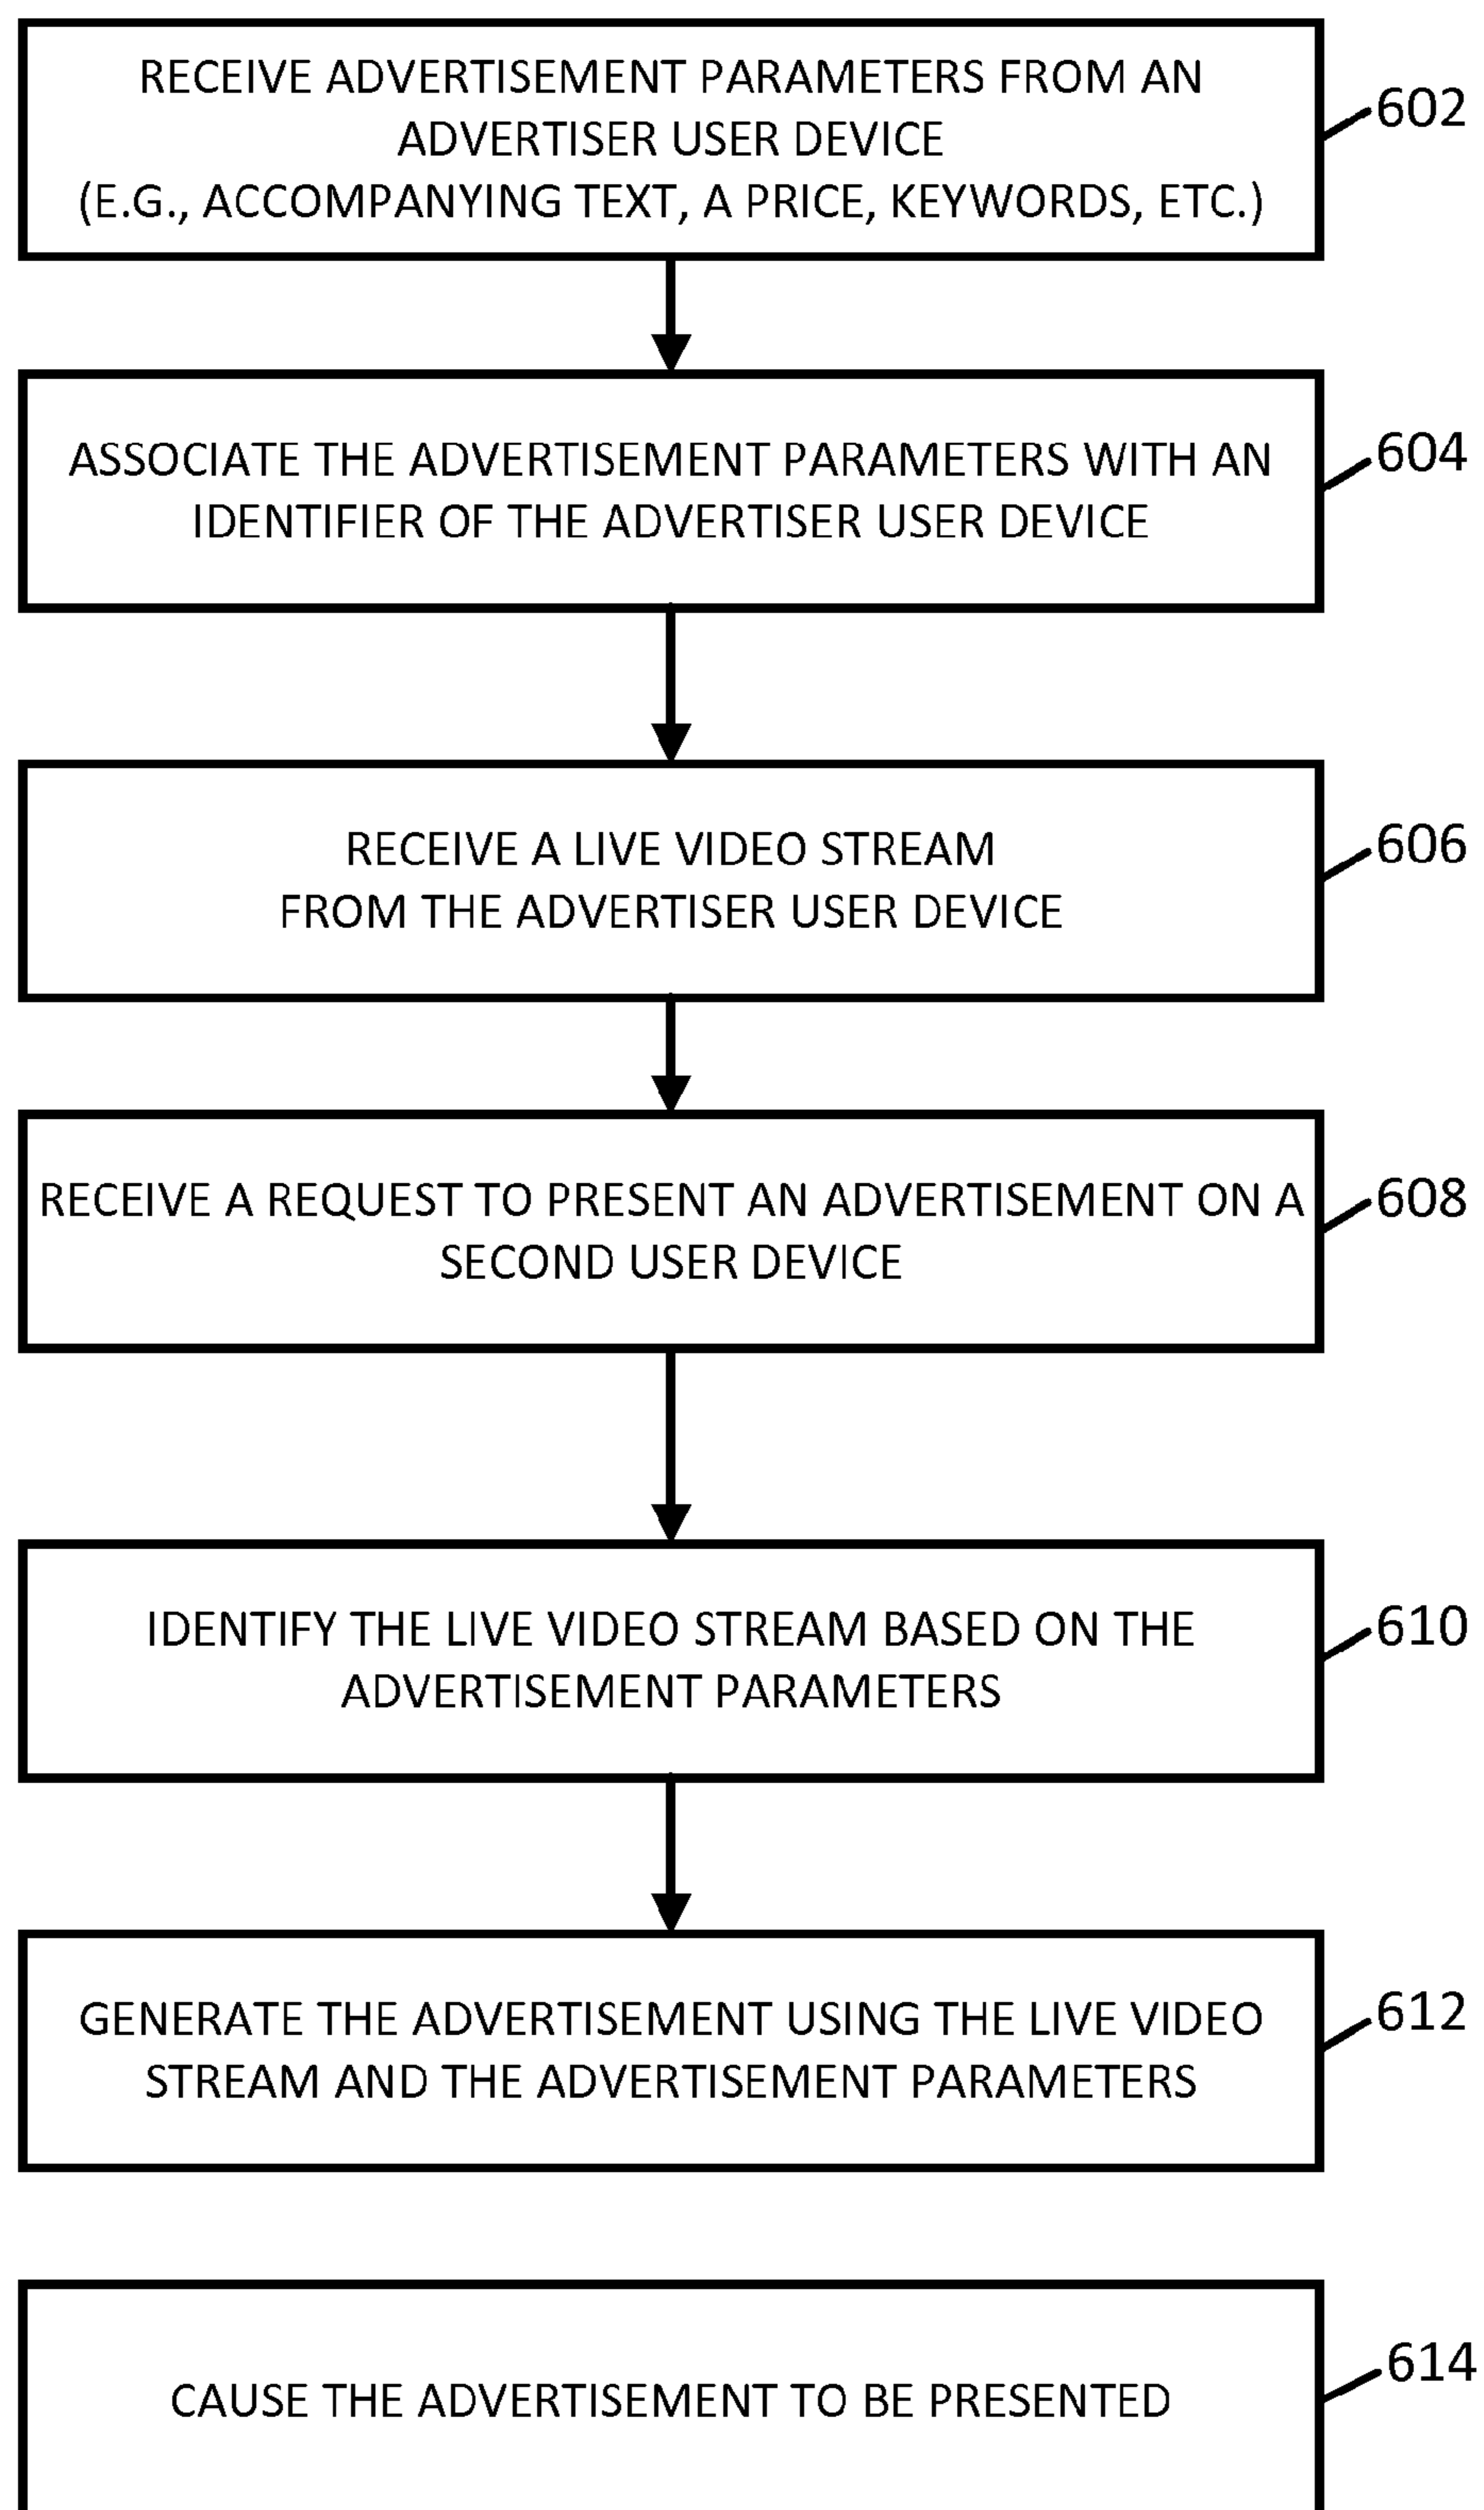 RECEIVE ADVERTISEMENT PARAMETERS FROM AN
ADVERTISER USER DEVICE
(E.G., ACCOMPANYING TEXT, A PRICE, KEYWORDS, ETC.)
602
ASSOCIATE THE ADVERTISEMENT PARAMETERS WITH AN
IDENTIFIER OF THE ADVERTISER USER DEVICE
604
RECEIVE A LIVE VIDEO STREAM
FROM THE ADVERTISER USER DEVICE
606
RECEIVE A REQUEST TO PRESENT AN ADVERTISEMENT ON A
SECOND USER DEVICE
608
IDENTIFY THE LIVE VIDEO STREAM BASED ON THE
ADVERTISEMENT PARAMETERS
610
GENERATE THE ADVERTISEMENT USING THE LIVE VIDEO
STREAM AND THE ADVERTISEMENT PARAMETERS
612
CAUSE THE ADVERTISEMENT TO BE PRESENTED
614